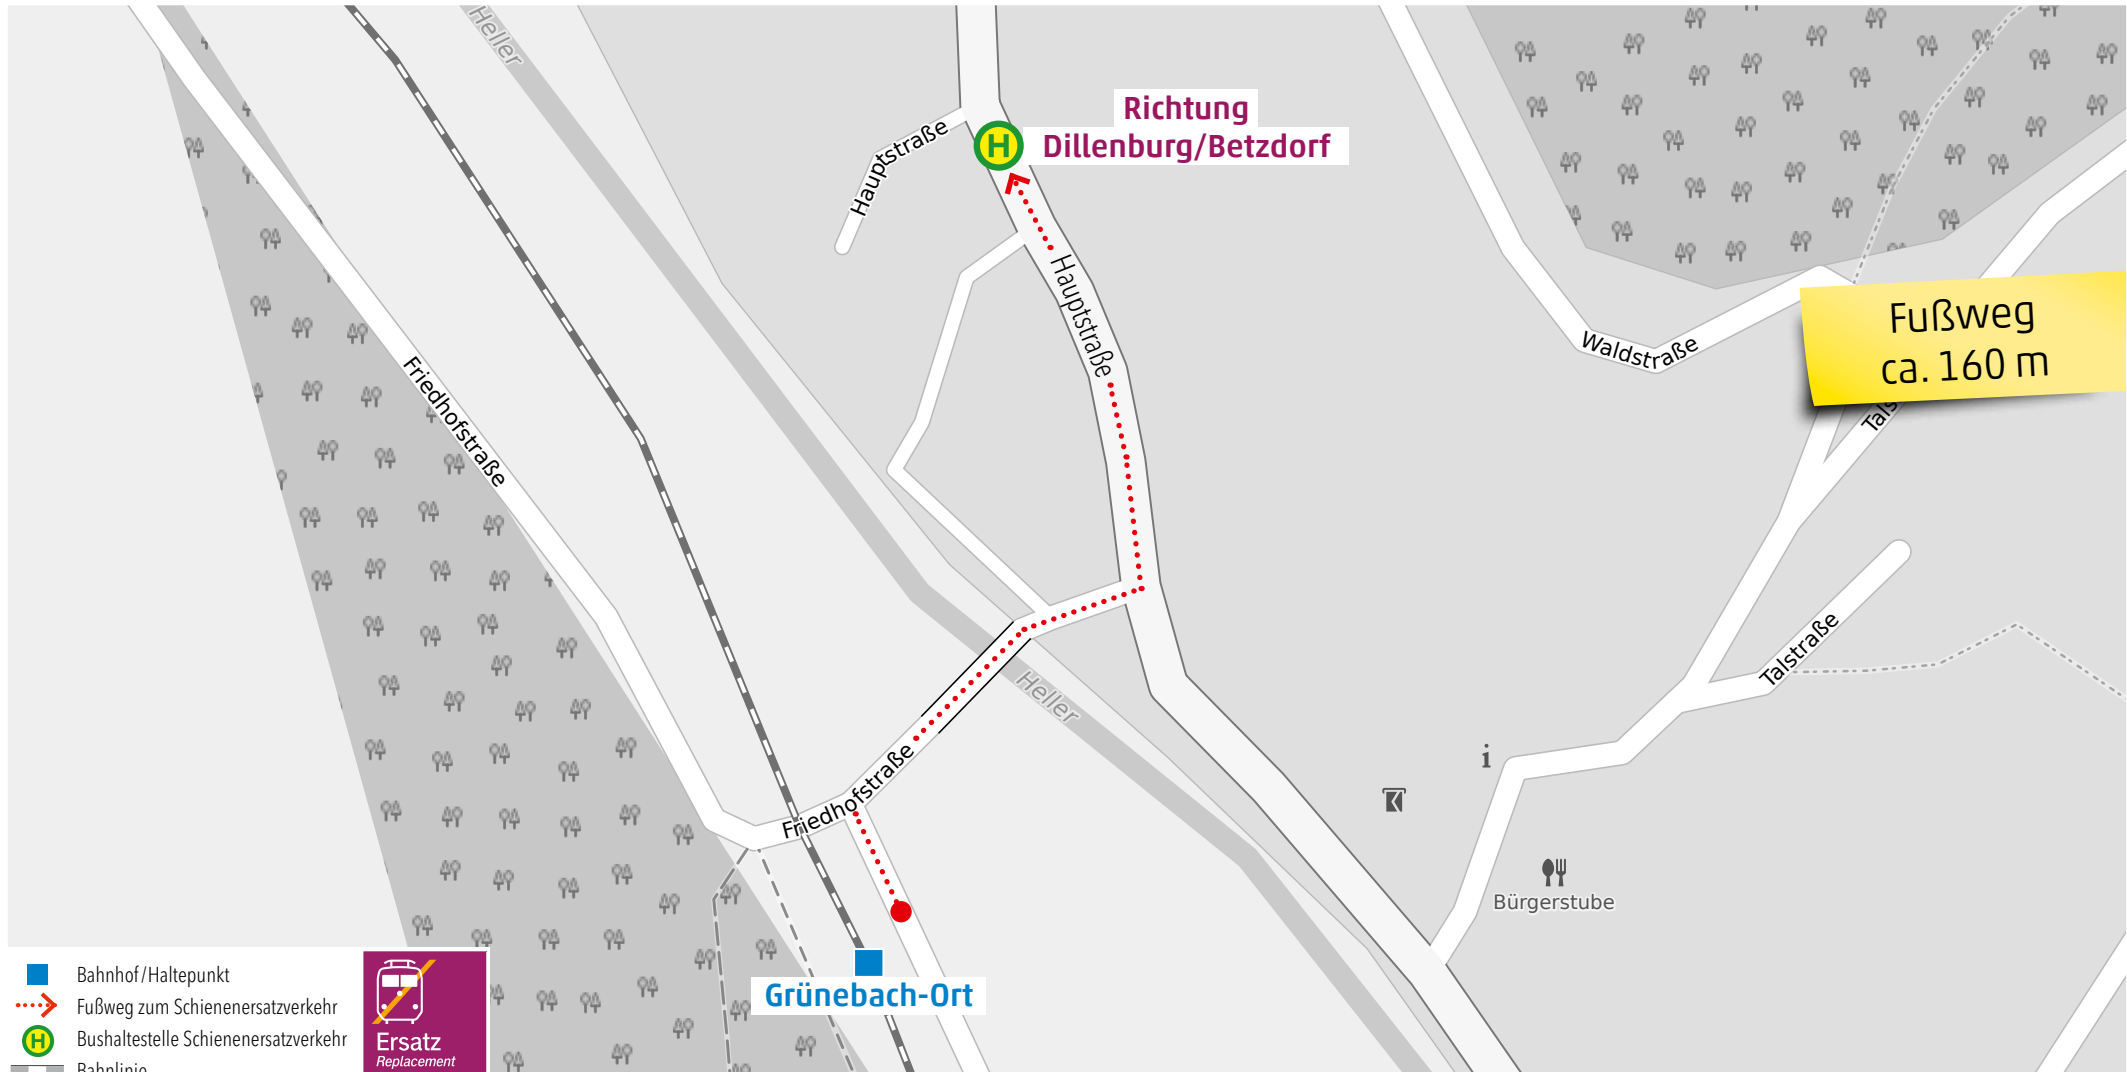 Heller
Richtung
Dillenburg/Betzdorf
H
Hauptstraße
Hauptstraße
Fußweg
ca. 160 m
Waldstraße
Tals
Friedhofstraße
Talstraße
Heller
i
Friedhofstraße
Bürgerstube
Grünebach-Ort
Bahnhof/Haltepunkt
Fußweg zum Schienenersatzverkehr
H
Bushaltestelle Schienenersatzverkehr
Bahnlinie
Ersatz
Replacement